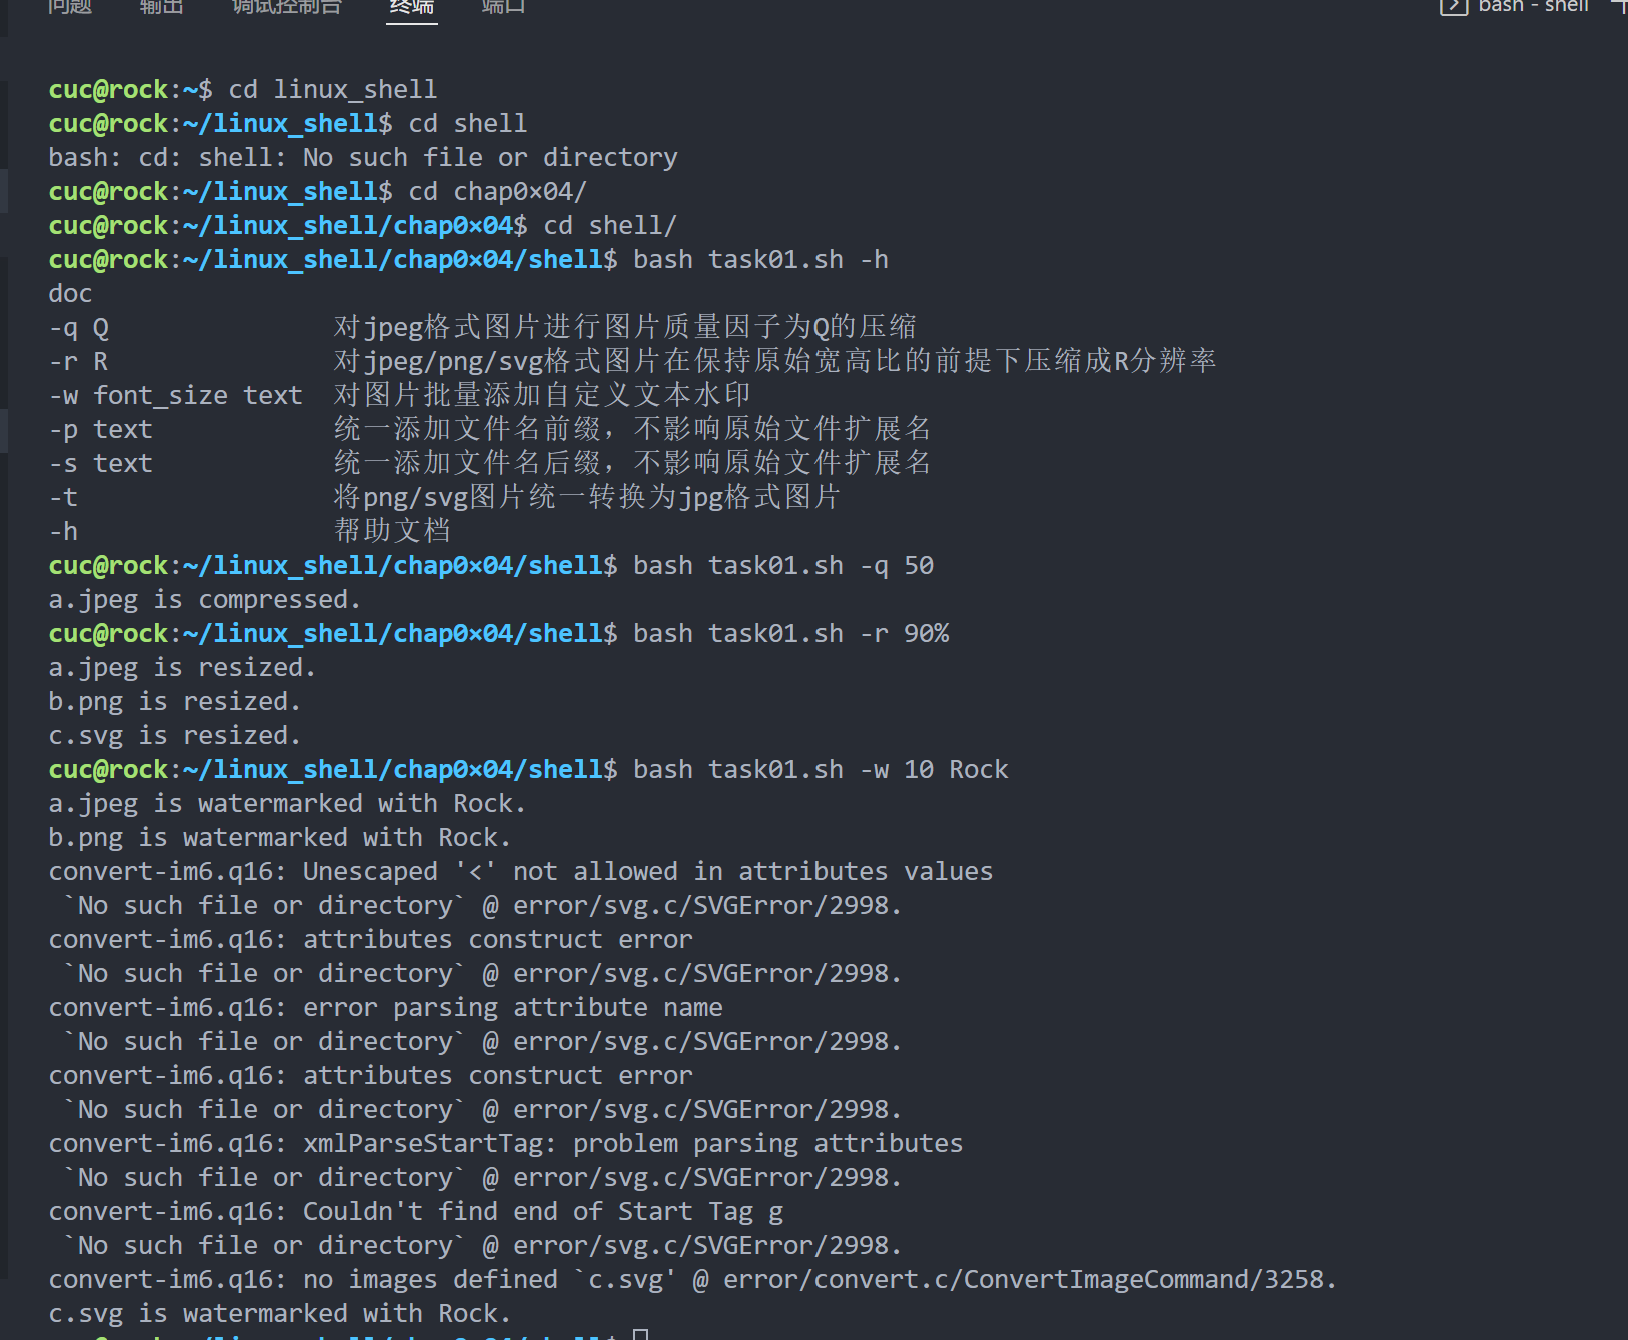 问题 输出 调试控制台 终端 端口 bash - shell
cuc@rock:~$ cd linux_shell
cuc@rock:~/linux_shell$ cd shell
bash: cd: shell: No such file or directory
cuc@rock:~/linux_shell$ cd chap0×04/
cuc@rock:~/linux_shell/chap0×04$ cd shell/
cuc@rock:~/linux_shell/chap0×04/shell$ bash task01.sh -h
doc
-q Q 对jpeg格式图片进行图片质量因子为Q的压缩
-r R 对jpeg/png/svg格式图片在保持原始宽高比的前提下压缩成R分辨率
-w font_size text 对图片批量添加自定义文本水印
-p text 统一添加文件名前缀，不影响原始文件扩展名
-s text 统一添加文件名后缀，不影响原始文件扩展名
-t 将png/svg图片统一转换为jpg格式图片
-h 帮助文档
cuc@rock:~/linux_shell/chap0×04/shell$ bash task01.sh -q 50
a.jpeg is compressed.
cuc@rock:~/linux_shell/chap0×04/shell$ bash task01.sh -r 90%
a.jpeg is resized.
b.png is resized.
c.svg is resized.
cuc@rock:~/linux_shell/chap0×04/shell$ bash task01.sh -w 10 Rock
a.jpeg is watermarked with Rock.
b.png is watermarked with Rock.
convert-im6.q16: Unescaped '<' not allowed in attributes values
`No such file or directory` @ error/svg.c/SVGError/2998.
convert-im6.q16: attributes construct error
`No such file or directory` @ error/svg.c/SVGError/2998.
convert-im6.q16: error parsing attribute name
`No such file or directory` @ error/svg.c/SVGError/2998.
convert-im6.q16: attributes construct error
`No such file or directory` @ error/svg.c/SVGError/2998.
convert-im6.q16: xmlParseStartTag: problem parsing attributes
`No such file or directory` @ error/svg.c/SVGError/2998.
convert-im6.q16: Couldn't find end of Start Tag g
`No such file or directory` @ error/svg.c/SVGError/2998.
convert-im6.q16: no images defined `c.svg' @ error/convert.c/ConvertImageCommand/3258.
c.svg is watermarked with Rock.